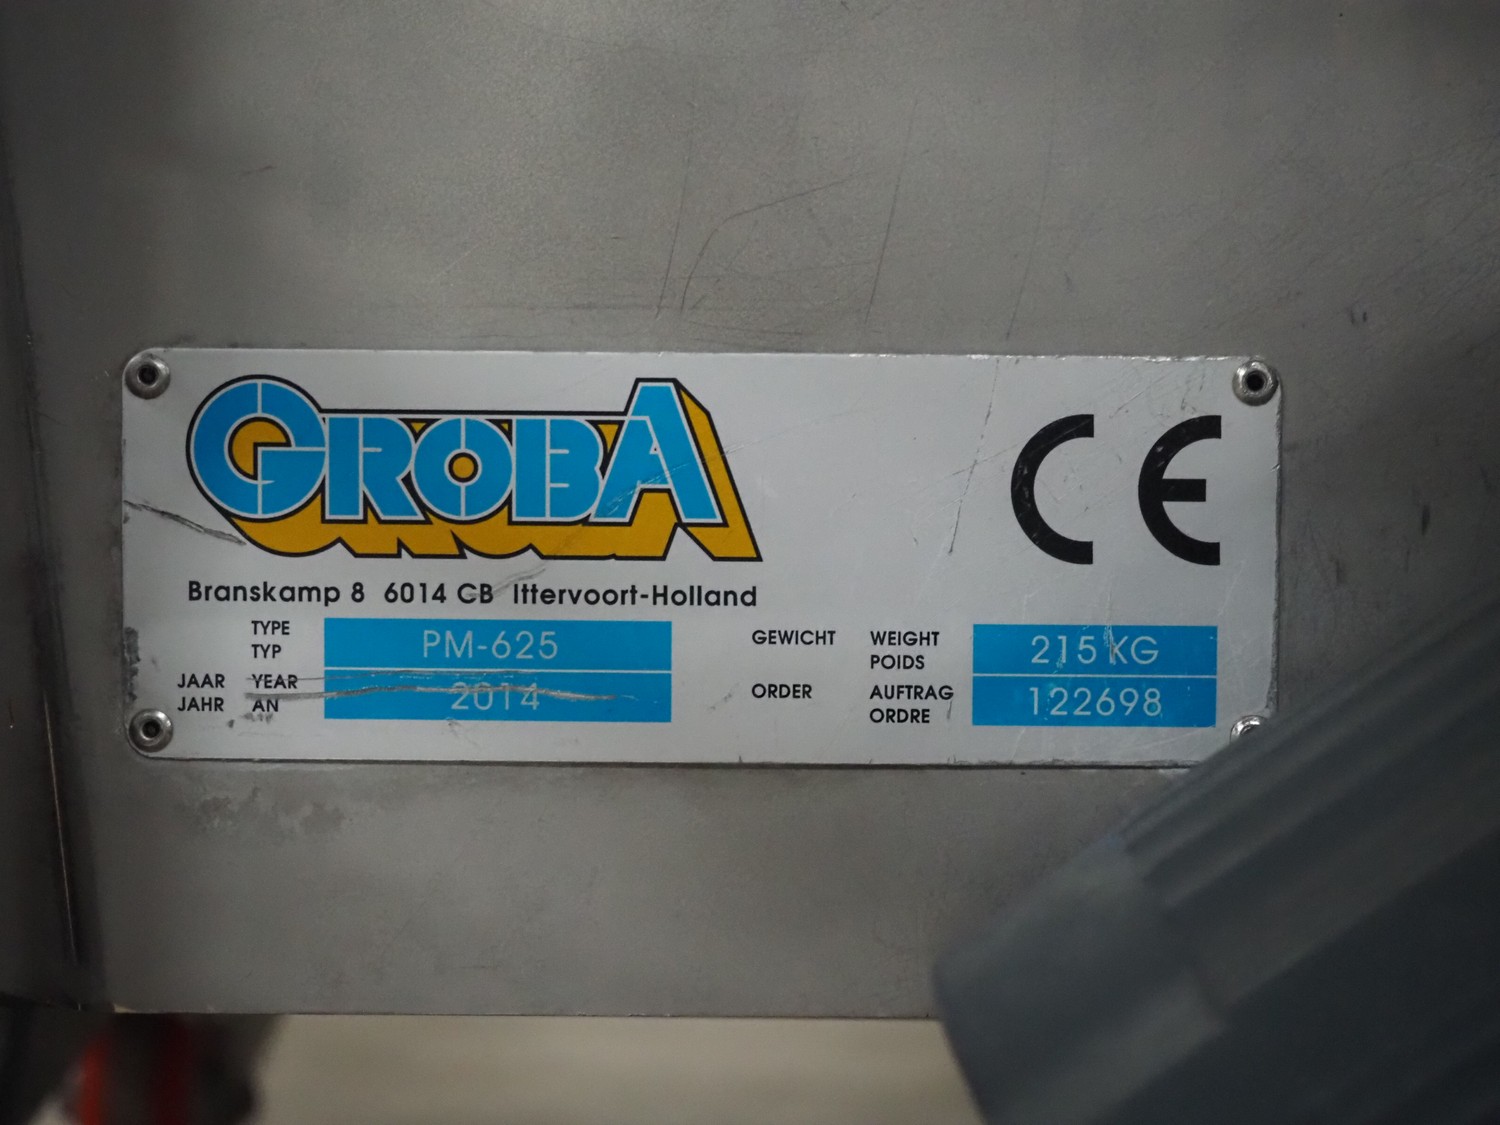 GROBA
CE
Branskamp 8 6014 CB Ittervoort-Holland
TYPE PM-625 GEWICHT WEIGHT 215 KG
TYP POIDS
JAAR YEAR 2014 ORDER AUFTRAG 122698
JAHR AN ORDRE